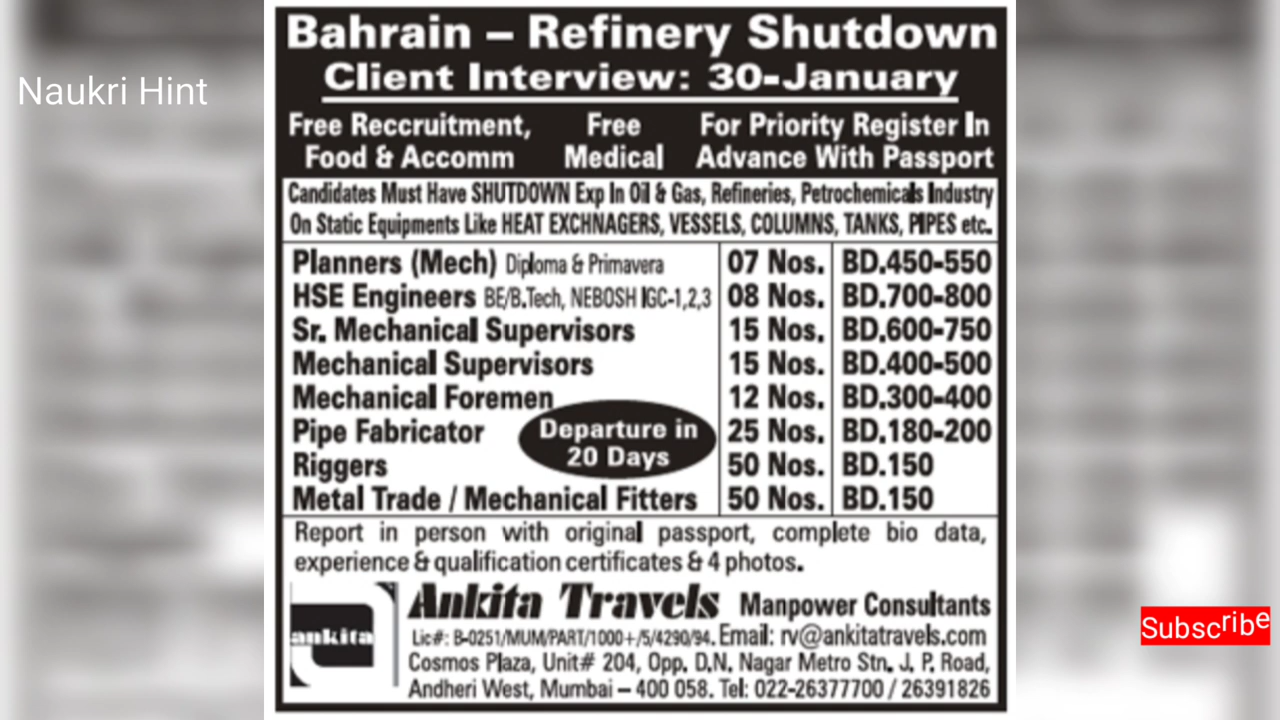 Naukri Hint
Bahrain – Refinery Shutdown
Client Interview: 30-January
Free Reccruitment, Food & Accomm
Free Medical
For Priority Register In Advance With Passport
Candidates Must Have SHUTDOWN Exp In Oil & Gas, Refineries, Petrochemicals Industry
On Static Equipments Like HEAT EXCHNAGERS, VESSELS, COLUMNS, TANKS, PIPES etc.
Planners (Mech) Diploma & Primavera 07 Nos. BD.450-550
HSE Engineers BE/B.Tech, NEBOSH IGC-1,2,3 08 Nos. BD.700-800
Sr. Mechanical Supervisors 15 Nos. BD.600-750
Mechanical Supervisors 15 Nos. BD.400-500
Mechanical Foremen 12 Nos. BD.300-400
Pipe Fabricator 25 Nos. BD.180-200
Riggers 50 Nos. BD.150
Metal Trade / Mechanical Fitters 50 Nos. BD.150
Departure in
20 Days
Report in person with original passport, complete bio data,
experience & qualification certificates & 4 photos.
ankita
Ankita Travels Manpower Consultants
Lic#: B-0251/MUM/PART/1000+/5/4290/94. Email: rv@ankitatravels.com
Cosmos Plaza, Unit# 204, Opp. D.N. Nagar Metro Stn. J. P. Road,
Andheri West, Mumbai – 400 058. Tel: 022-26377700 / 26391826
Subscribe